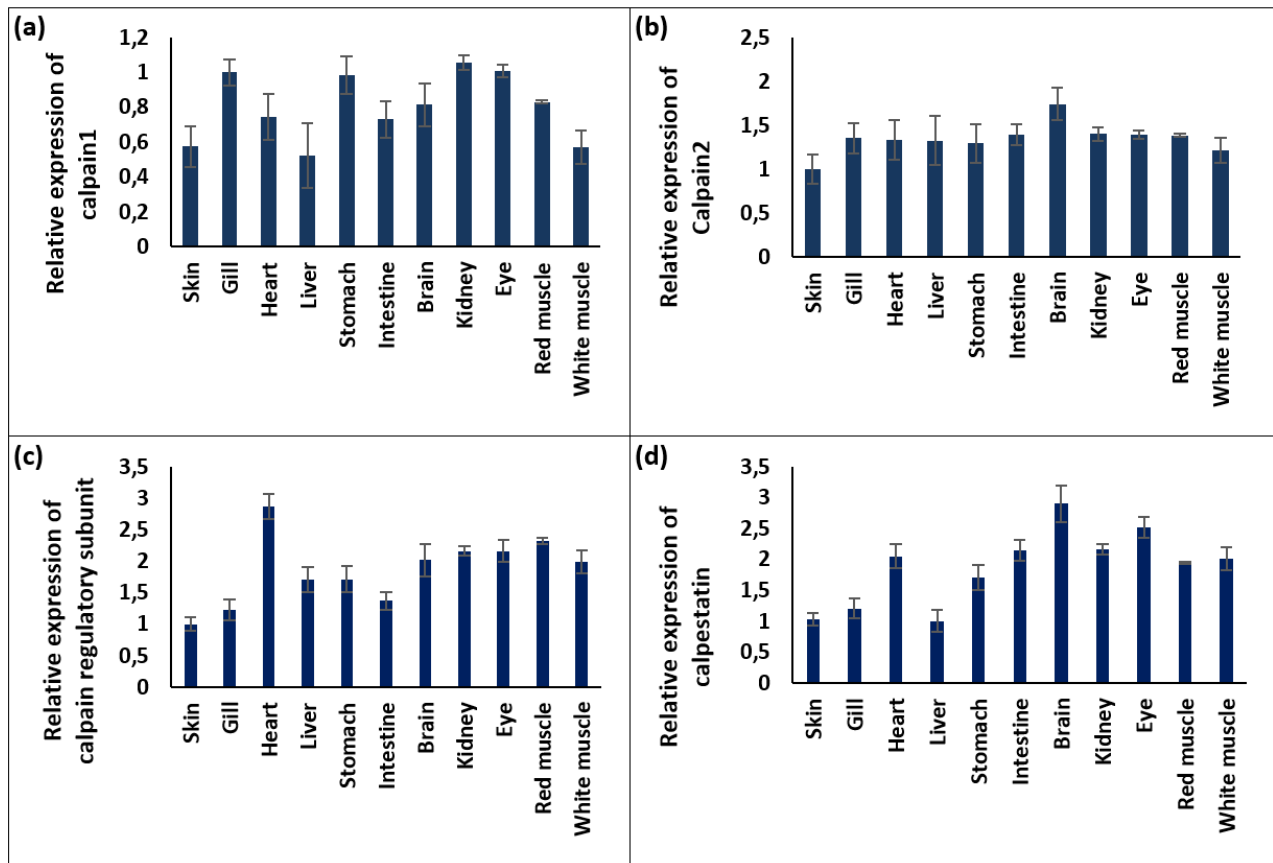 (a)
Relative expression of
calpain1
1,2
1
0,8
0,6
0,4
0,2
0
Skin
Gill
Heart
Liver
Stomach
Intestine
Brain
Kidney
Eye
Red muscle
White muscle
(b)
Relative expression of
Calpain2
2,5
2
1,5
1
0,5
0
Skin
Gill
Heart
Liver
Stomach
Intestine
Brain
Kidney
Eye
Red muscle
White muscle
(c)
Relative expression of
calpain regulatory subunit
3,5
3
2,5
2
1,5
1
0,5
0
Skin
Gill
Heart
Liver
Stomach
Intestine
Brain
Kidney
Eye
Red muscle
White muscle
(d)
Relative expression of
calpestatin
3,5
3
2,5
2
1,5
1
0,5
0
Skin
Gill
Heart
Liver
Stomach
Intestine
Brain
Kidney
Eye
Red muscle
White muscle